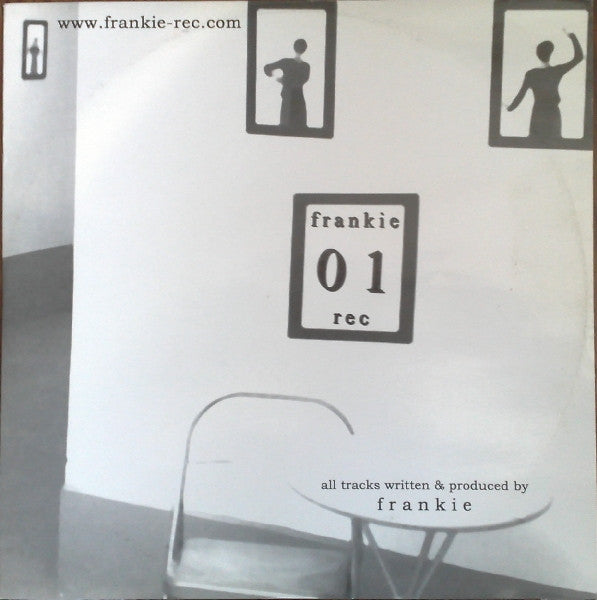 www.frankie-rec.com
frankie
01
rec
all tracks written & produced by
frankie